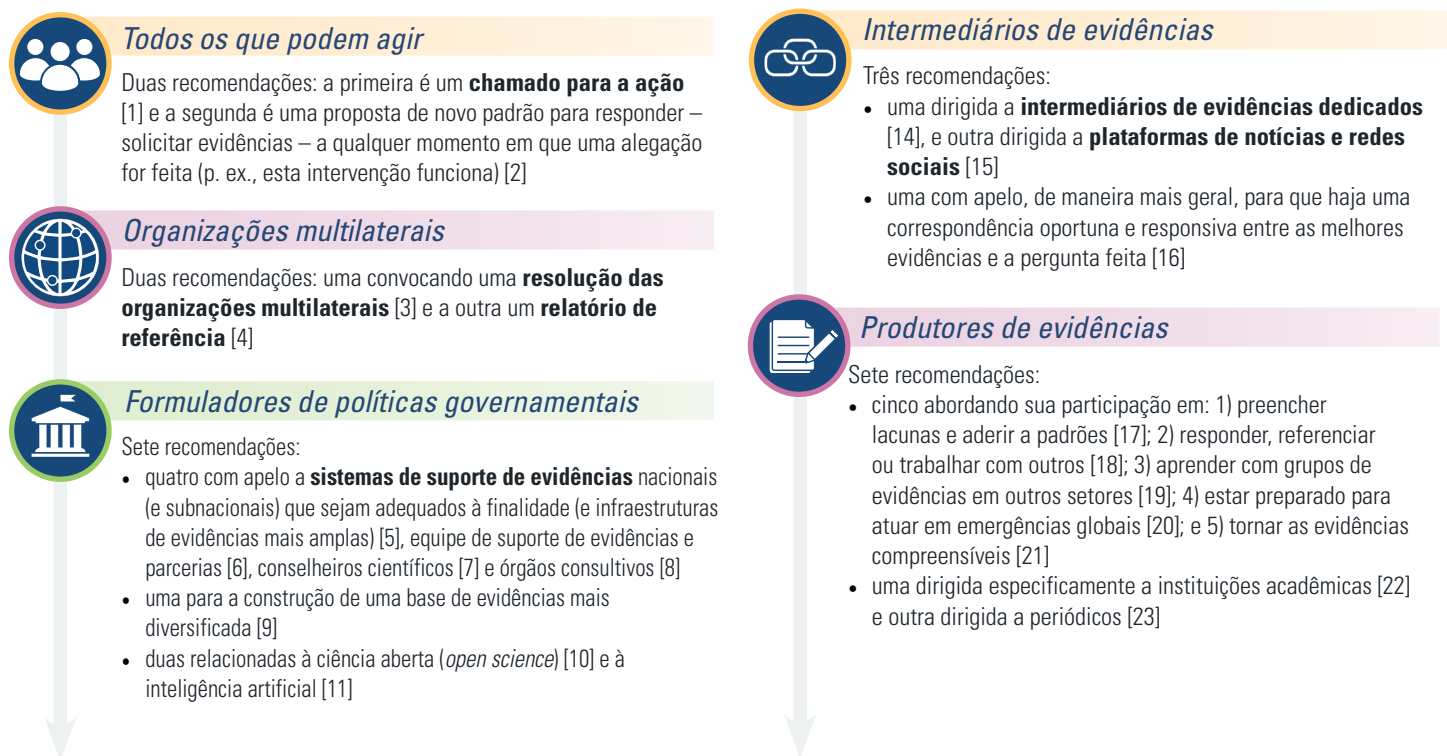 Todos os que podem agir
Duas recomendações: a primeira é um chamado para a ação
[1] e a segunda é uma proposta de novo padrão para responder –
solicitar evidências – a qualquer momento em que uma alegação
for feita (p. ex., esta intervenção funciona) [2]
Organizações multilaterais
Duas recomendações: uma convocando uma resolução das
organizações multilaterais [3] e a outra um relatório de
referência [4]
Formuladores de políticas governamentais
Sete recomendações:
• quatro com apelo a sistemas de suporte de evidências nacionais
(e subnacionais) que sejam adequados à finalidade (e infraestruturas
de evidências mais amplas) [5], equipe de suporte de evidências e
parcerias [6], conselheiros científicos [7] e órgãos consultivos [8]
• uma para a construção de uma base de evidências mais
diversificada [9]
• duas relacionadas à ciência aberta (open science) [10] e à
inteligência artificial [11]
Intermediários de evidências
Três recomendações:
• uma dirigida a intermediários de evidências dedicados
[14], e outra dirigida a plataformas de notícias e redes
sociais [15]
• uma com apelo, de maneira mais geral, para que haja uma
correspondência oportuna e responsiva entre as melhores
evidências e a pergunta feita [16]
Produtores de evidências
Sete recomendações:
• cinco abordando sua participação em: 1) preencher
lacunas e aderir a padrões [17]; 2) responder, referenciar
ou trabalhar com outros [18]; 3) aprender com grupos de
evidências em outros setores [19]; 4) estar preparado para
atuar em emergências globais [20]; e 5) tornar as evidências
compreensíveis [21]
• uma dirigida especificamente a instituições acadêmicas [22]
e outra dirigida a periódicos [23]